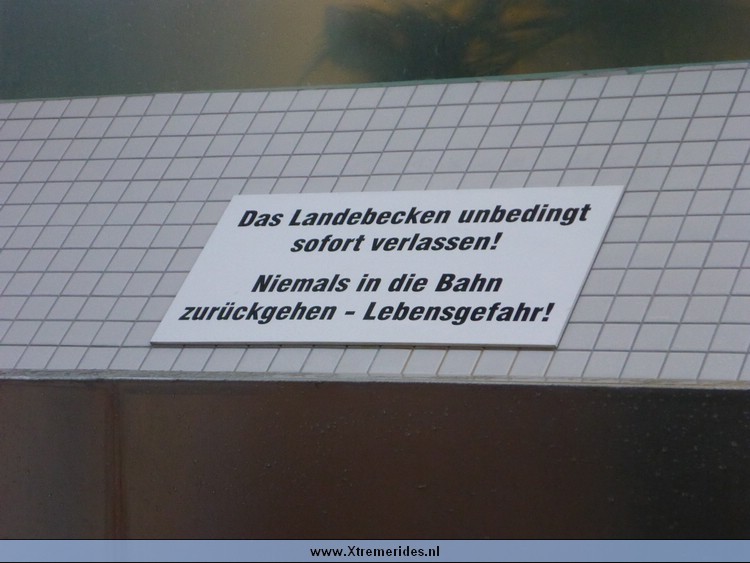 Das Landebecken unbedingt
sofort verlassen!
Niemals in die Bahn
zurückgehen - Lebensgefahr!
www.Xtremerides.nl